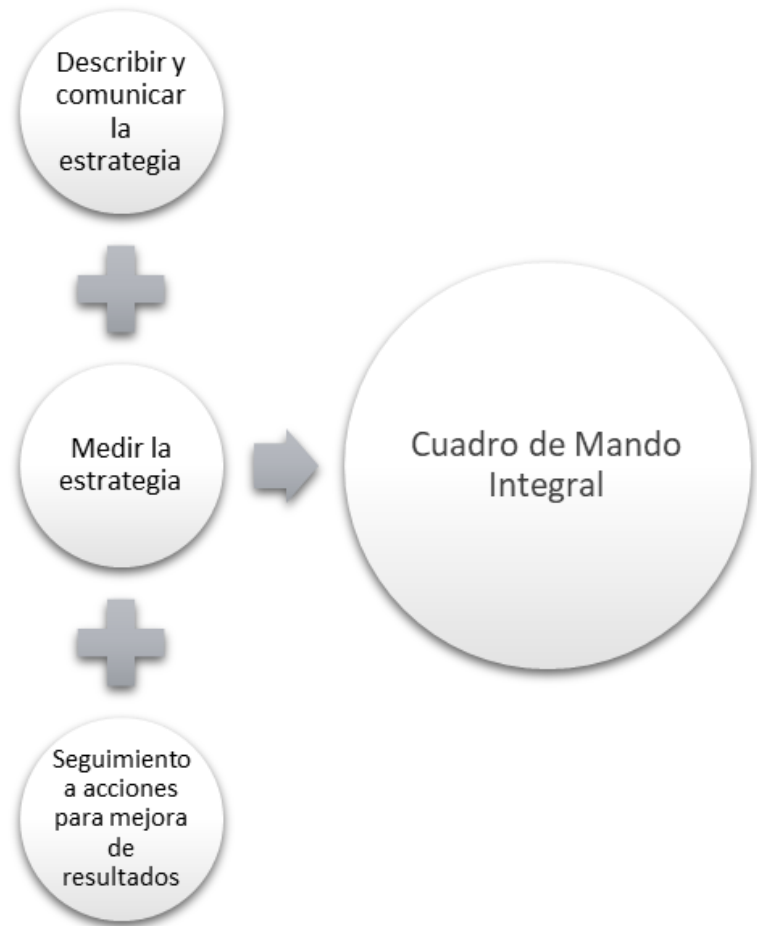 Describir y
comunicar
la
estrategia
Medir la
estrategia
Cuadro de Mando
Integral
Seguimiento
a acciones
para mejora
de
resultados